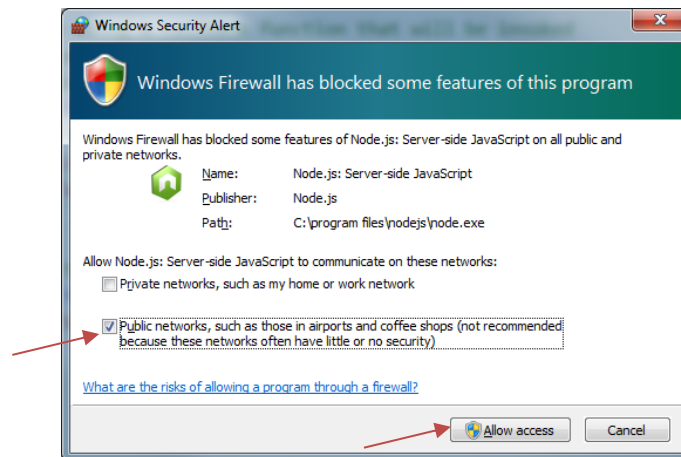 Windows Security Alert
function that will be invoked
Windows Firewall has blocked some features of this program
Windows Firewall has blocked some features of Node.js: Server-side JavaScript on all public and
private networks.
Name: Node.js: Server-side JavaScript
Publisher: Node.js
Path: C:\program files\nodejs\node.exe
Allow Node.js: Server-side JavaScript to communicate on these networks:
Private networks, such as my home or work network
Public networks, such as those in airports and coffee shops (not recommended
because these networks often have little or no security)
What are the risks of allowing a program through a firewall?
Allow access Cancel